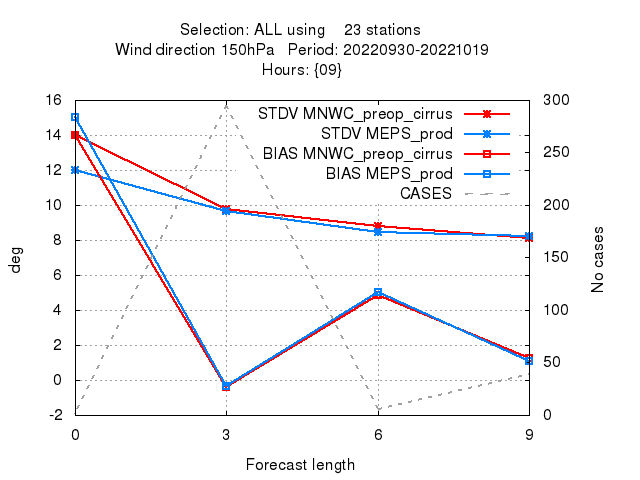 Selection: ALL using    23 stations
Wind direction 150hPa   Period: 20220930-20221019
Hours: {09}
STDV MNWC_preop_cirrus
STDV MEPS_prod
BIAS MNWC_preop_cirrus
BIAS MEPS_prod
CASES
16
14
12
10
8
6
4
2
0
-2
deg
300
250
200
150
100
50
0
No cases
0 3 6 9
Forecast length